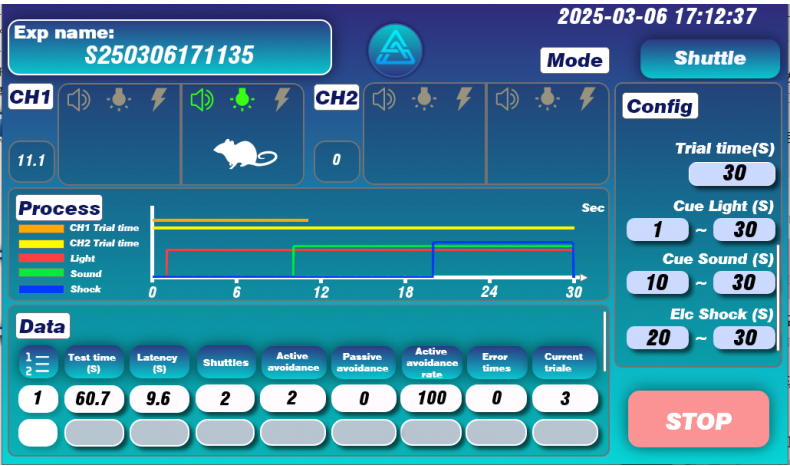 2025-03-06 17:12:37
Exp name:
S250306171135
Mode
Shuttle
CH1
CH2
11.1
0
Config
Trial time(S)
30
Cue Light (S)
1 ~ 30
Cue Sound (S)
10 ~ 30
Elc Shock (S)
20 ~ 30
Process
Sec
CH1 Trial time
CH2 Trial time
Light
Sound
Shock
0 6 12 18 24 30
Data
1
2
Test time
(S)
Latency
(S)
Shuttles
Active
avoidance
Passive
avoidance
Active
avoidance
rate
Error
times
Current
triale
1 60.7 9.6 2 2 0 100 0 3
STOP